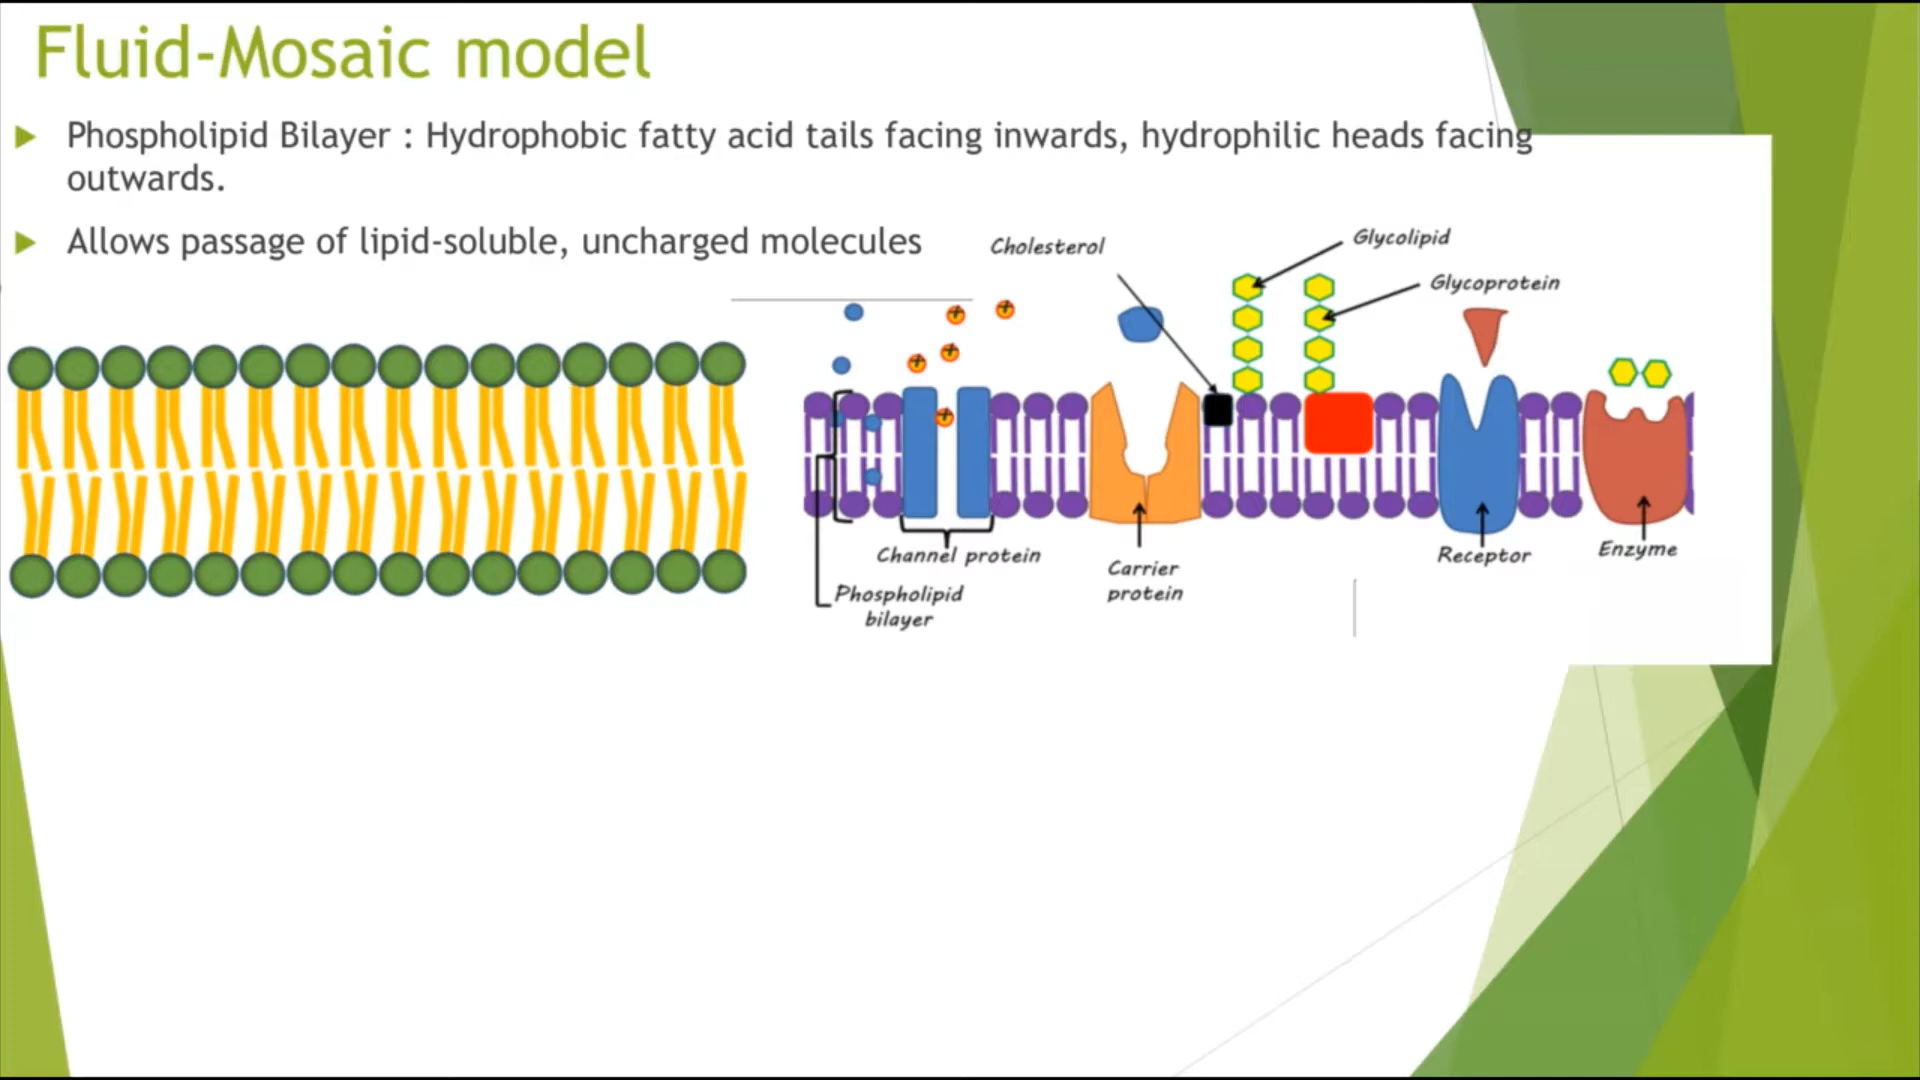 Fluid-Mosaic model
Phospholipid Bilayer : Hydrophobic fatty acid tails facing inwards, hydrophilic heads facing
outwards.
Allows passage of lipid-soluble, uncharged molecules
Cholesterol
Glycolipid
Glycoprotein
+
+
+
+
+
Channel protein
Carrier
protein
Receptor
Enzyme
Phospholipid
bilayer